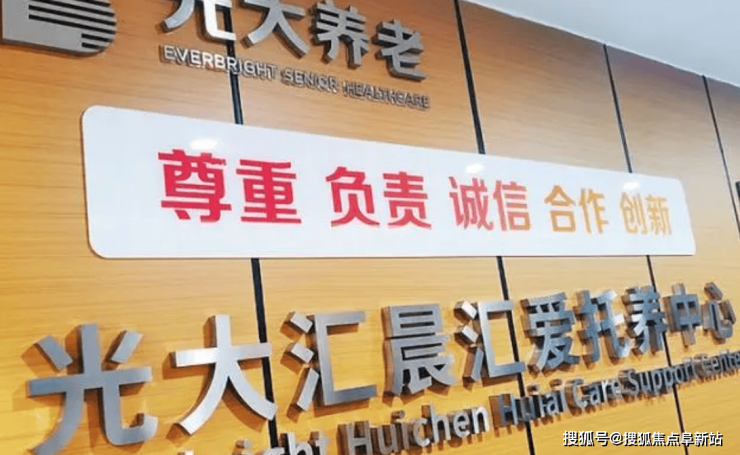 光大养老
EVERBRIGHT SENIOR HEALTHCARE
尊重 负责 诚信 合作 创新
光大汇晨汇爱托养中心
Huichen Huiai Care Support Center
搜狐号@搜狐焦点阜新站